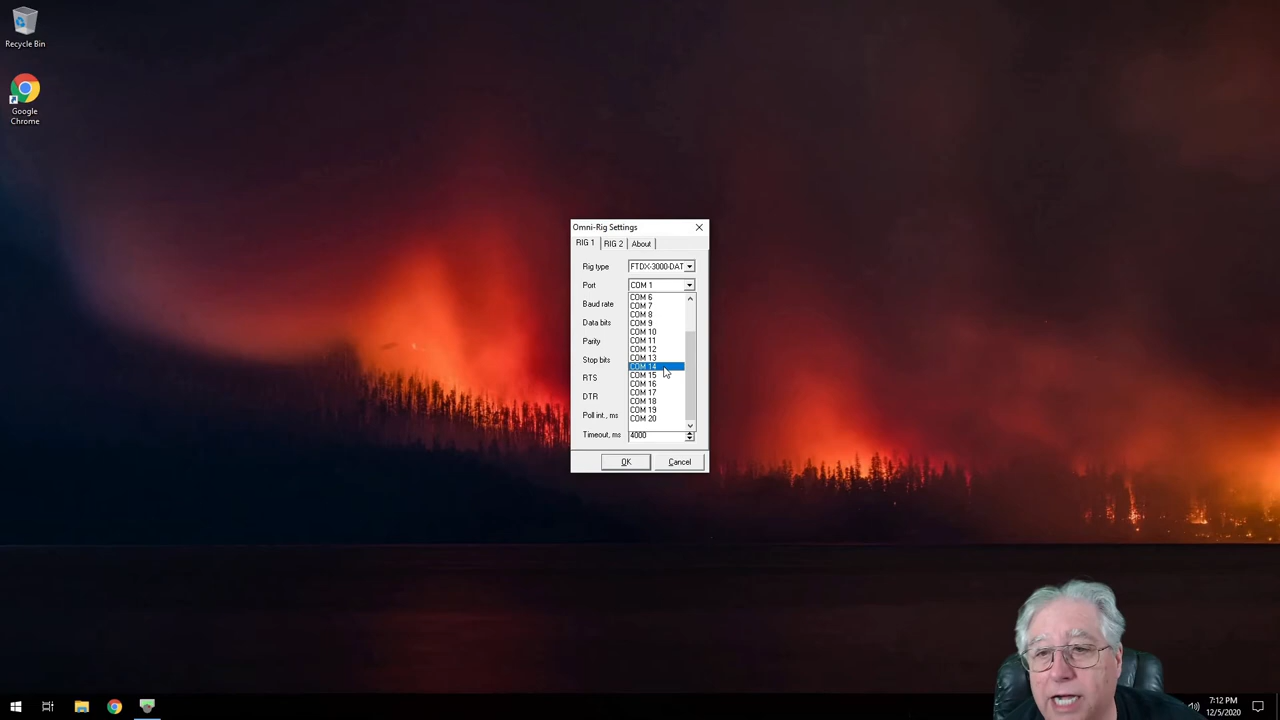 Recycle Bin
Google
Chrome
Omni-Rig Settings
RIG 1
RIG 2
About
Rig type
FTDX-3000-DAT
Port
COM 1
COM 6
COM 7
COM 8
COM 9
COM 10
COM 11
COM 12
COM 13
COM 14
COM 15
COM 16
COM 17
COM 18
COM 19
COM 20
Baud rate
Data bits
Parity
Stop bits
RTS
DTR
Poll int., ms
Timeout, ms
4000
OK
Cancel
7:12 PM
12/5/2020